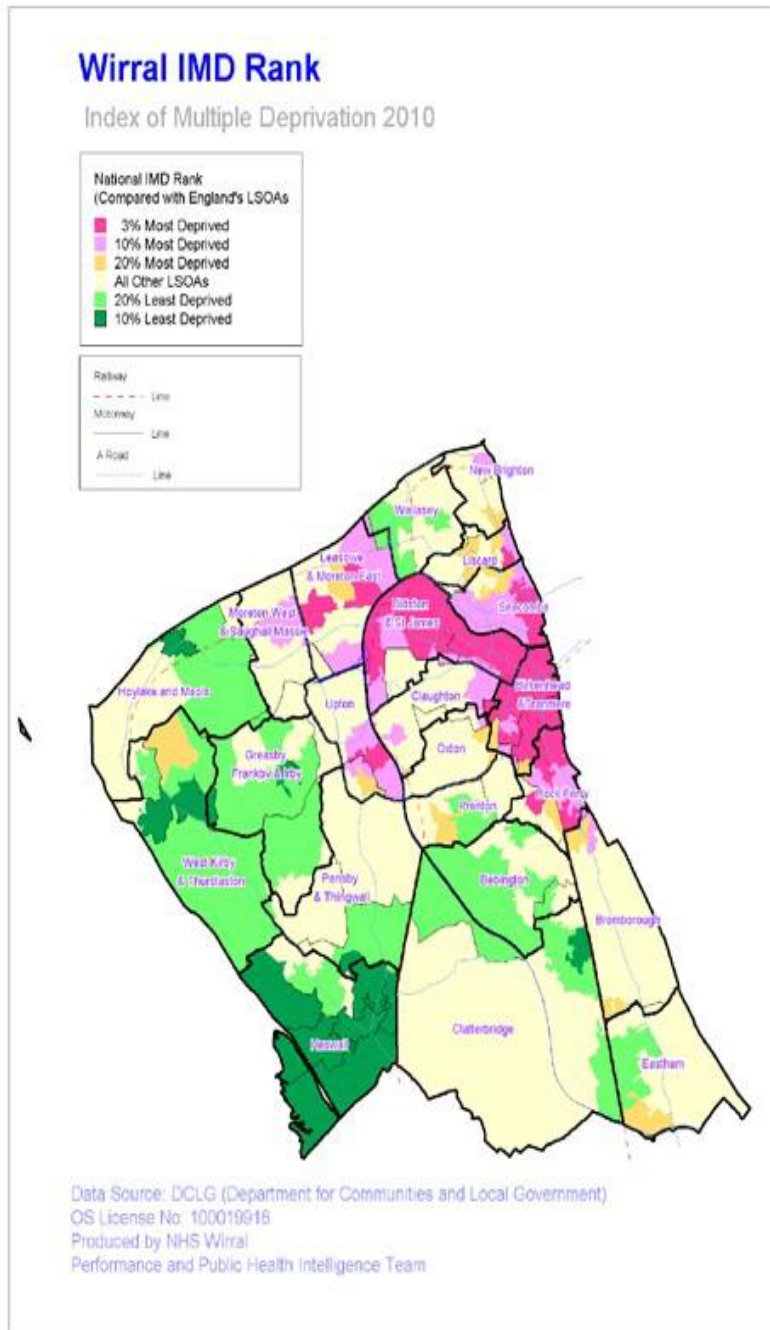 Wirral IMD Rank
Index of Multiple Deprivation 2010
National IMD Rank
(Compared with England's LSOAs
3% Most Deprived
10% Most Deprived
20% Most Deprived
All Other LSOAs
20% Least Deprived
10% Least Deprived
Railway
Line
Motorway
Line
A Road
Line
New Brighton
Wallasey
Liscard
Leasowe
& Moreton East
Seacombe
Bidston
& St James
Moreton West
& Saughall Massie
Birkenhead
& Tranmere
Claughton
Upton
Hoylake and Meols
Oxton
Greasby
Frankby & Irby
Rock Ferry
Prenton
West Kirby
& Thurstaston
Pensby
& Thingwall
Bebington
Bromborough
Clatterbridge
Heswall
Eastham
Data Source: DCLG (Department for Communities and Local Government)
OS License No: 100019916
Produced by NHS Wirral
Performance and Public Health Intelligence Team